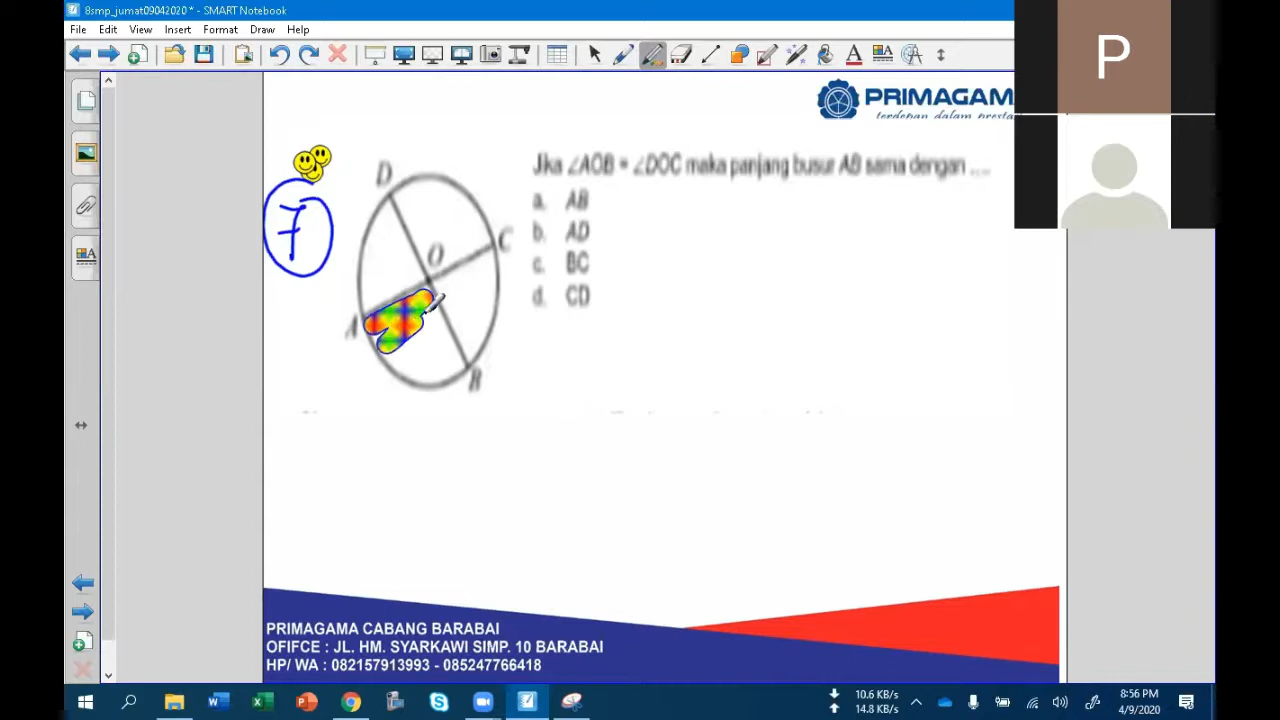 8smp_jumat09042020 * - SMART Notebook
File Edit View Insert Format Draw Help
P
PRIMAGAM
terdepan dalam presta
7
D
O
C
A
B
Jika ∠AOB = ∠DOC maka panjang busur AB sama dengan ....
a. AB
b. AD
c. BC
d. CD
PRIMAGAMA CABANG BARABAI
OFIFCE : JL. HM. SYARKAWI SIMP. 10 BARABAI
HP/ WA : 082157913993 - 085247766418
10.6 KB/s
14.8 KB/s
8:56 PM
4/9/2020